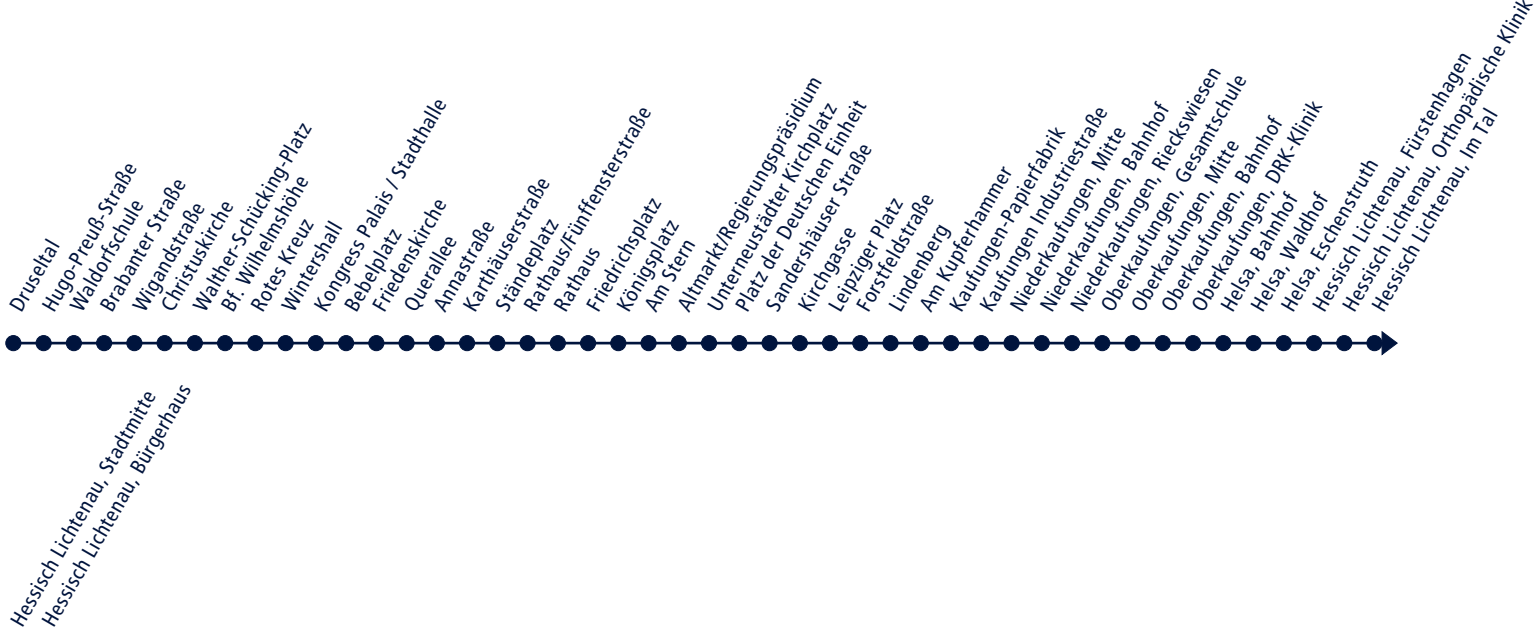 Druseltal
Hugo-Preuß-Straße
Waldorfschule
Brabanter Straße
Wigandstraße
Christuskirche
Walther-Schücking-Platz
Bf. Wilhelmshöhe
Rotes Kreuz
Wintershall
Kongress Palais / Stadthalle
Bebelplatz
Friedenskirche
Querallee
Annastraße
Karthäuserstraße
Ständeplatz
Rathaus/Fünffensterstraße
Rathaus
Friedrichsplatz
Königsplatz
Am Stern
Altmarkt/Regierungspräsidium
Unterneustädter Kirchplatz
Platz der Deutschen Einheit
Sandershäuser Straße
Kirchgasse
Leipziger Platz
Forstfeldstraße
Lindenberg
Am Kupferhammer
Kaufungen-Papierfabrik
Kaufungen Industriestraße
Niederkaufungen, Mitte
Niederkaufungen, Bahnhof
Niederkaufungen, Rieckswiesen
Oberkaufungen, Gesamtschule
Oberkaufungen, Mitte
Oberkaufungen, Bahnhof
Oberkaufungen, DRK-Klinik
Helsa, Bahnhof
Helsa, Waldhof
Helsa, Eschenstruth
Hessisch Lichtenau, Fürstenhagen
Hessisch Lichtenau, Orthopädische Klinik
Hessisch Lichtenau, Im Tal
Hessisch Lichtenau, Stadtmitte
Hessisch Lichtenau, Bürgerhaus